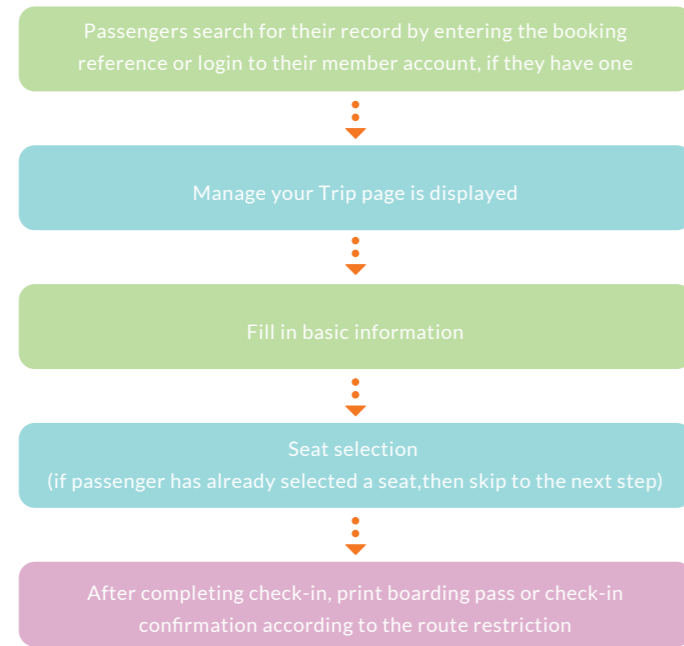 Passengers search for their record by entering the booking
reference or login to their member account, if they have one
Manage your Trip page is displayed
Fill in basic information
Seat selection
(if passenger has already selected a seat,then skip to the next step)
After completing check-in, print boarding pass or check-in
confirmation according to the route restriction